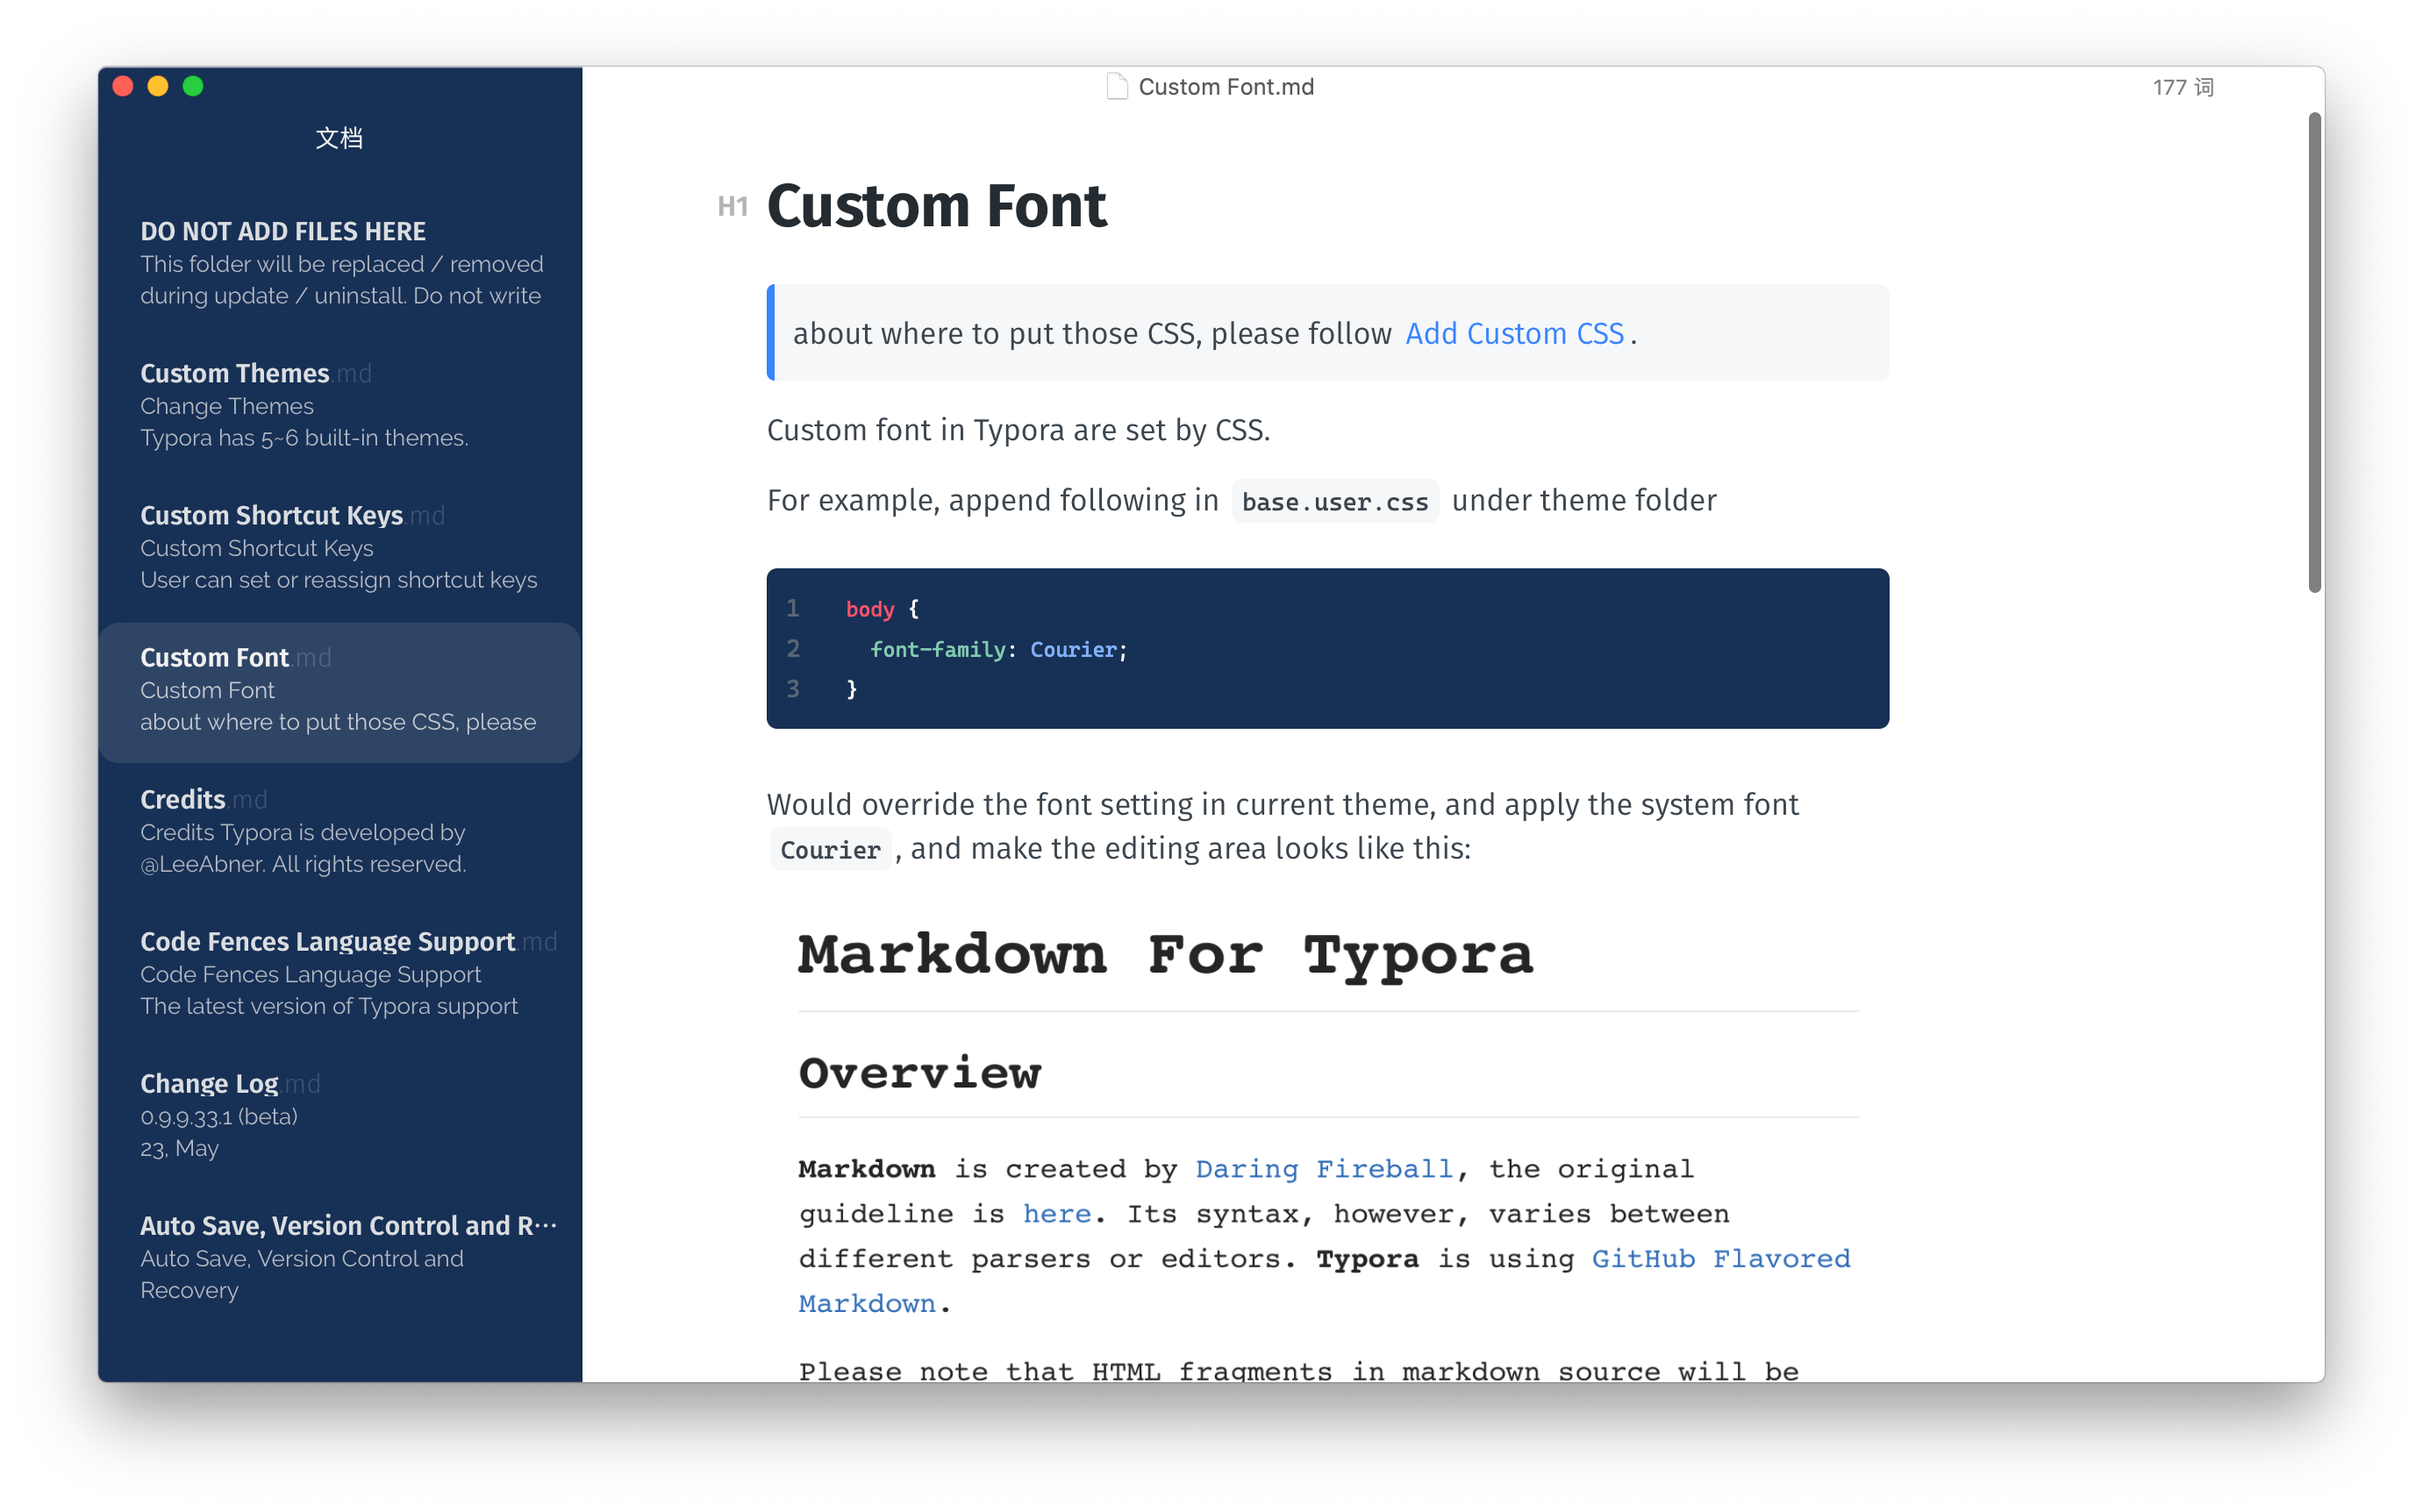 Custom Font.md
177 词
文档
DO NOT ADD FILES HERE
This folder will be replaced / removed
during update / uninstall. Do not write
Custom Themes.md
Change Themes
Typora has 5~6 built-in themes.
Custom Shortcut Keys.md
Custom Shortcut Keys
User can set or reassign shortcut keys
Custom Font.md
Custom Font
about where to put those CSS, please
Credits.md
Credits Typora is developed by
@LeeAbner. All rights reserved.
Code Fences Language Support.md
Code Fences Language Support
The latest version of Typora support
Change Log.md
0.9.9.33.1 (beta)
23, May
Auto Save, Version Control and R···
Auto Save, Version Control and
Recovery
H1 Custom Font
about where to put those CSS, please follow Add Custom CSS.
Custom font in Typora are set by CSS.
For example, append following in base.user.css under theme folder
1 body {
2 font-family: Courier;
3 }
Would override the font setting in current theme, and apply the system font
Courier, and make the editing area looks like this:
Markdown For Typora
Overview
Markdown is created by Daring Fireball, the original
guideline is here. Its syntax, however, varies between
different parsers or editors. Typora is using GitHub Flavored
Markdown.
Please note that HTML fragments in markdown source will be